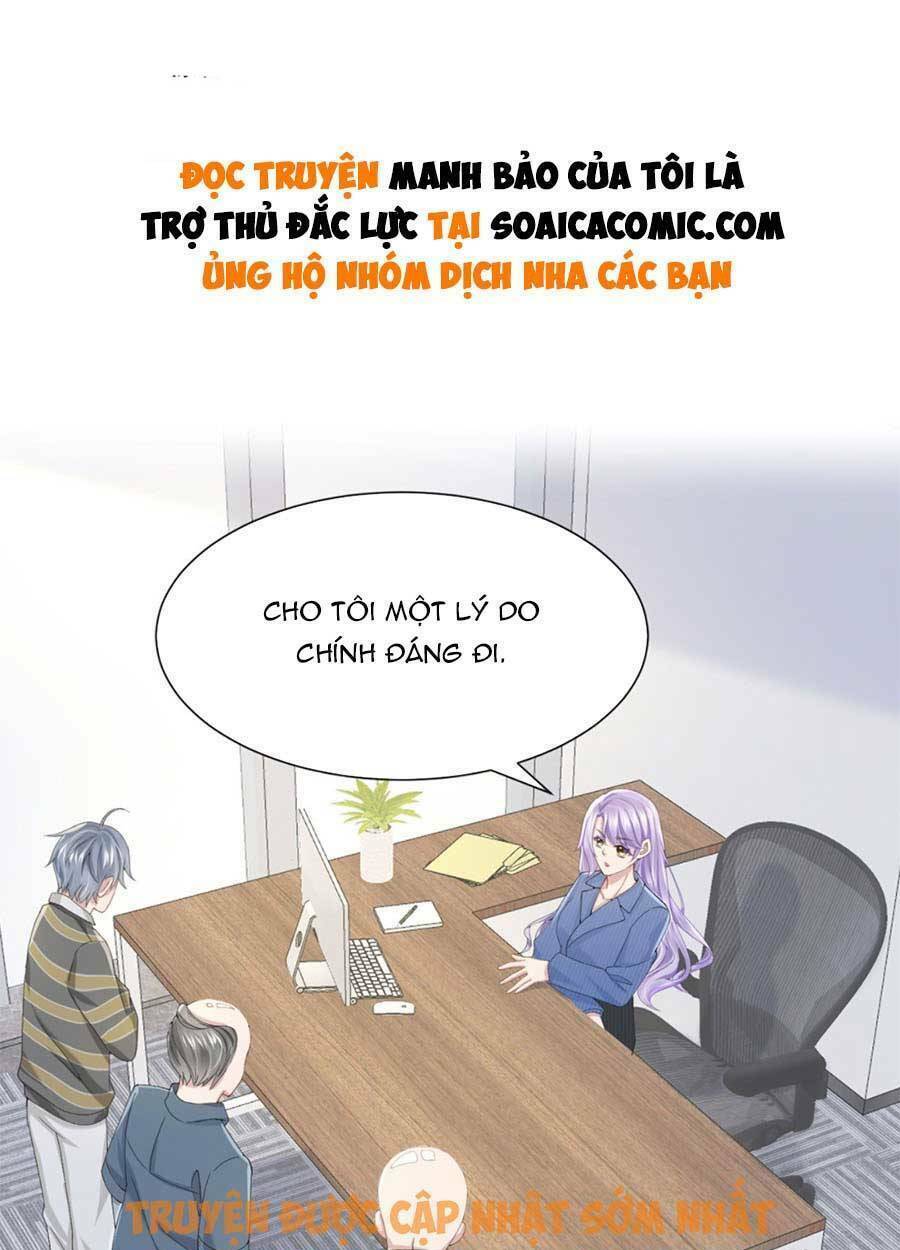 ĐỌC TRUYỆN MANH BẢO CỦA TÔI LÀ
TRỢ THỦ ĐẮC LỰC TẠI SOAICACOMIC.COM
ỦNG HỘ NHÓM DỊCH NHA CÁC BẠN
CHO TÔI MỘT LÝ DO
CHÍNH ĐÁNG ĐI.
TRUYỆN ĐƯỢC CẬP NHẬT SỚM NHẤT